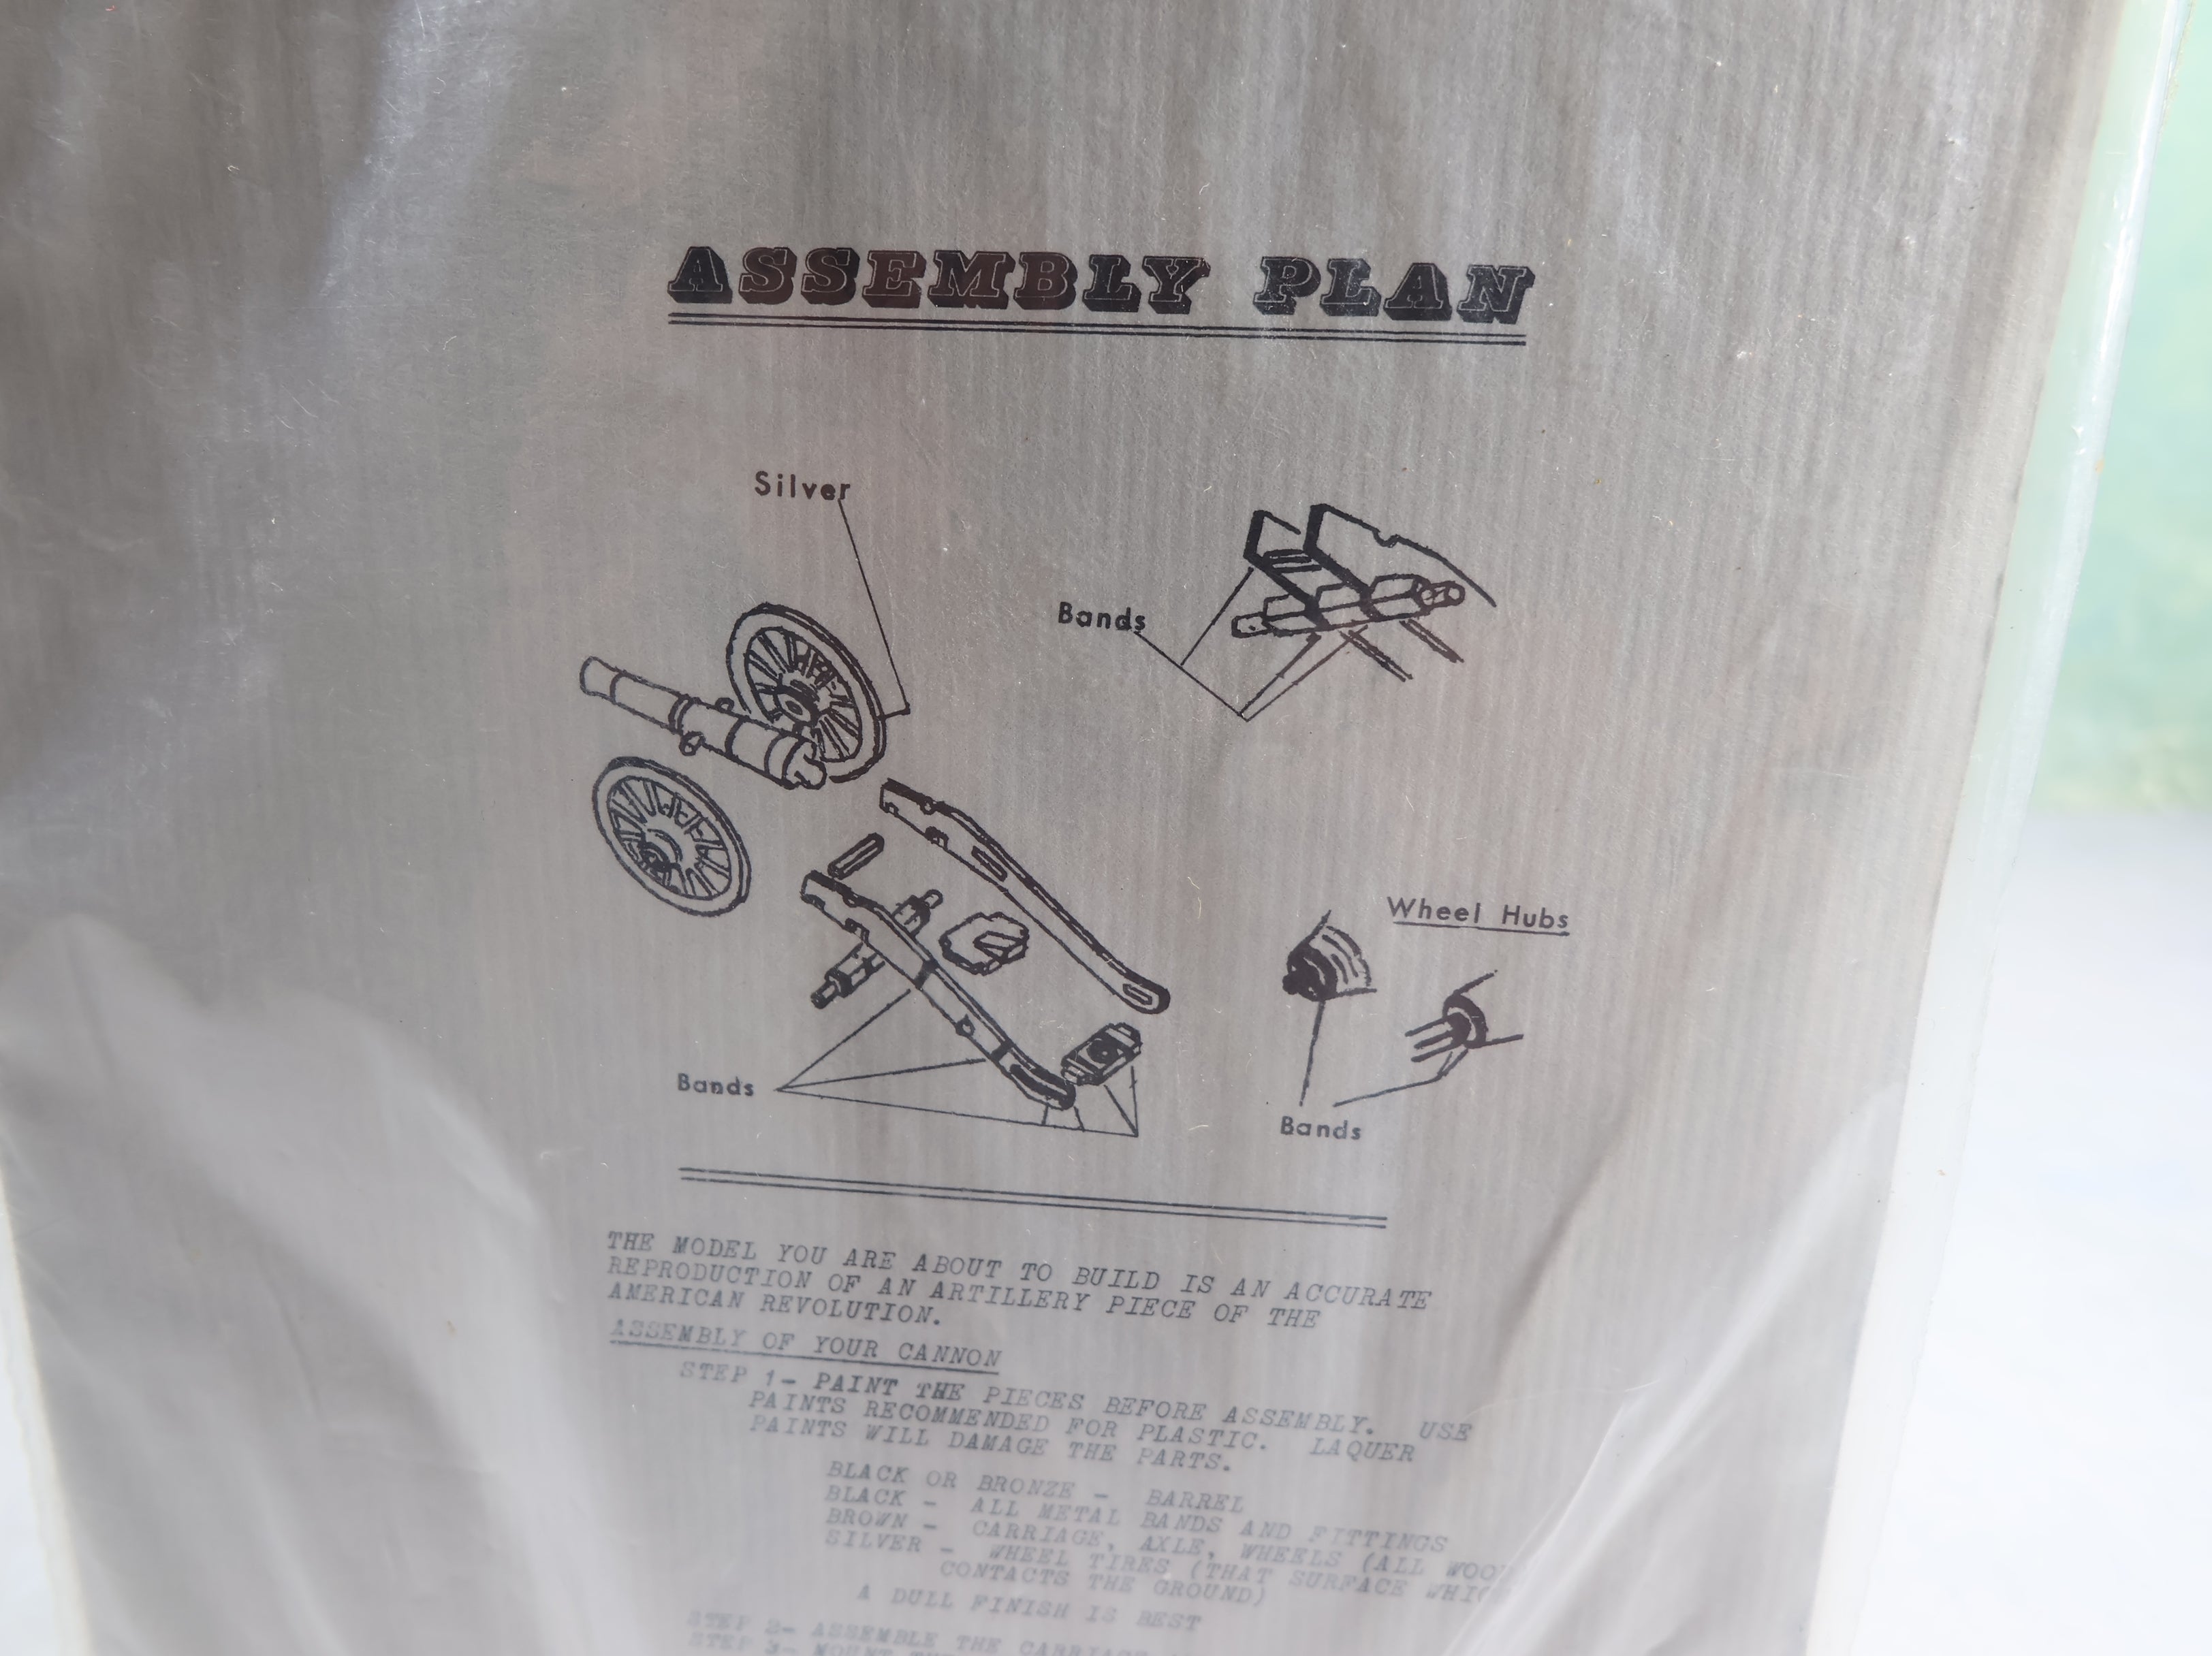 ASSEMBLY PLAN
Silver
Bands
Wheel Hubs
Bands
Bands
THE MODEL YOU ARE ABOUT TO BUILD IS AN ACCURATE
REPRODUCTION OF AN ARTILLERY PIECE OF THE
AMERICAN REVOLUTION.
ASSEMBLY OF YOUR CANNON
STEP 1- PAINT THE PIECES BEFORE ASSEMBLY. USE
PAINTS RECOMMENDED FOR PLASTIC. LAQUER
PAINTS WILL DAMAGE THE PARTS.
BLACK OR BRONZE - BARREL
BLACK - ALL METAL BANDS AND FITTINGS
BROWN - CARRIAGE, AXLE, WHEELS (ALL
SILVER - WHEEL TIRES (THAT SURFACE
CONTACTS THE GROUND)
A DULL FINISH IS BEST
STEP 2- ASSEMBLE THE CARRIAGE
STEP 3- MOUNT